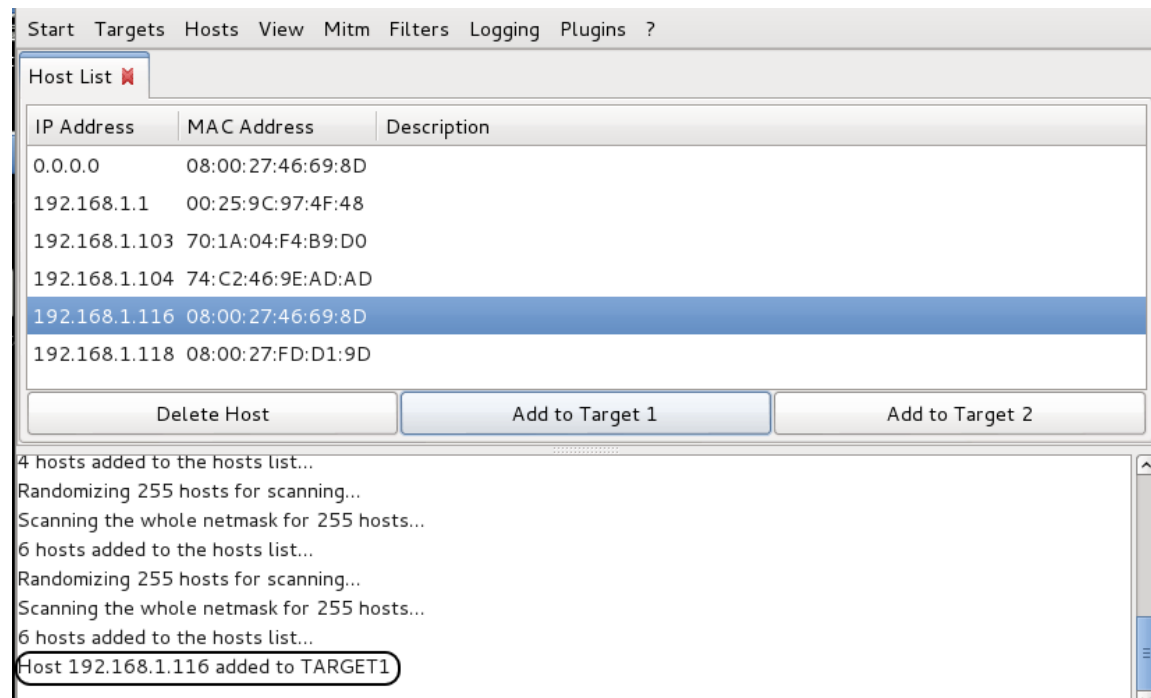 Start Targets Hosts View Mitm Filters Logging Plugins ?
Host List
IP Address MAC Address Description
0.0.0.0 08:00:27:46:69:8D
192.168.1.1 00:25:9C:97:4F:48
192.168.1.103 70:1A:04:F4:B9:D0
192.168.1.104 74:C2:46:9E:AD:AD
192.168.1.116 08:00:27:46:69:8D
192.168.1.118 08:00:27:FD:D1:9D
Delete Host Add to Target 1 Add to Target 2
4 hosts added to the hosts list...
Randomizing 255 hosts for scanning...
Scanning the whole netmask for 255 hosts...
6 hosts added to the hosts list...
Randomizing 255 hosts for scanning...
Scanning the whole netmask for 255 hosts...
6 hosts added to the hosts list...
Host 192.168.1.116 added to TARGET1